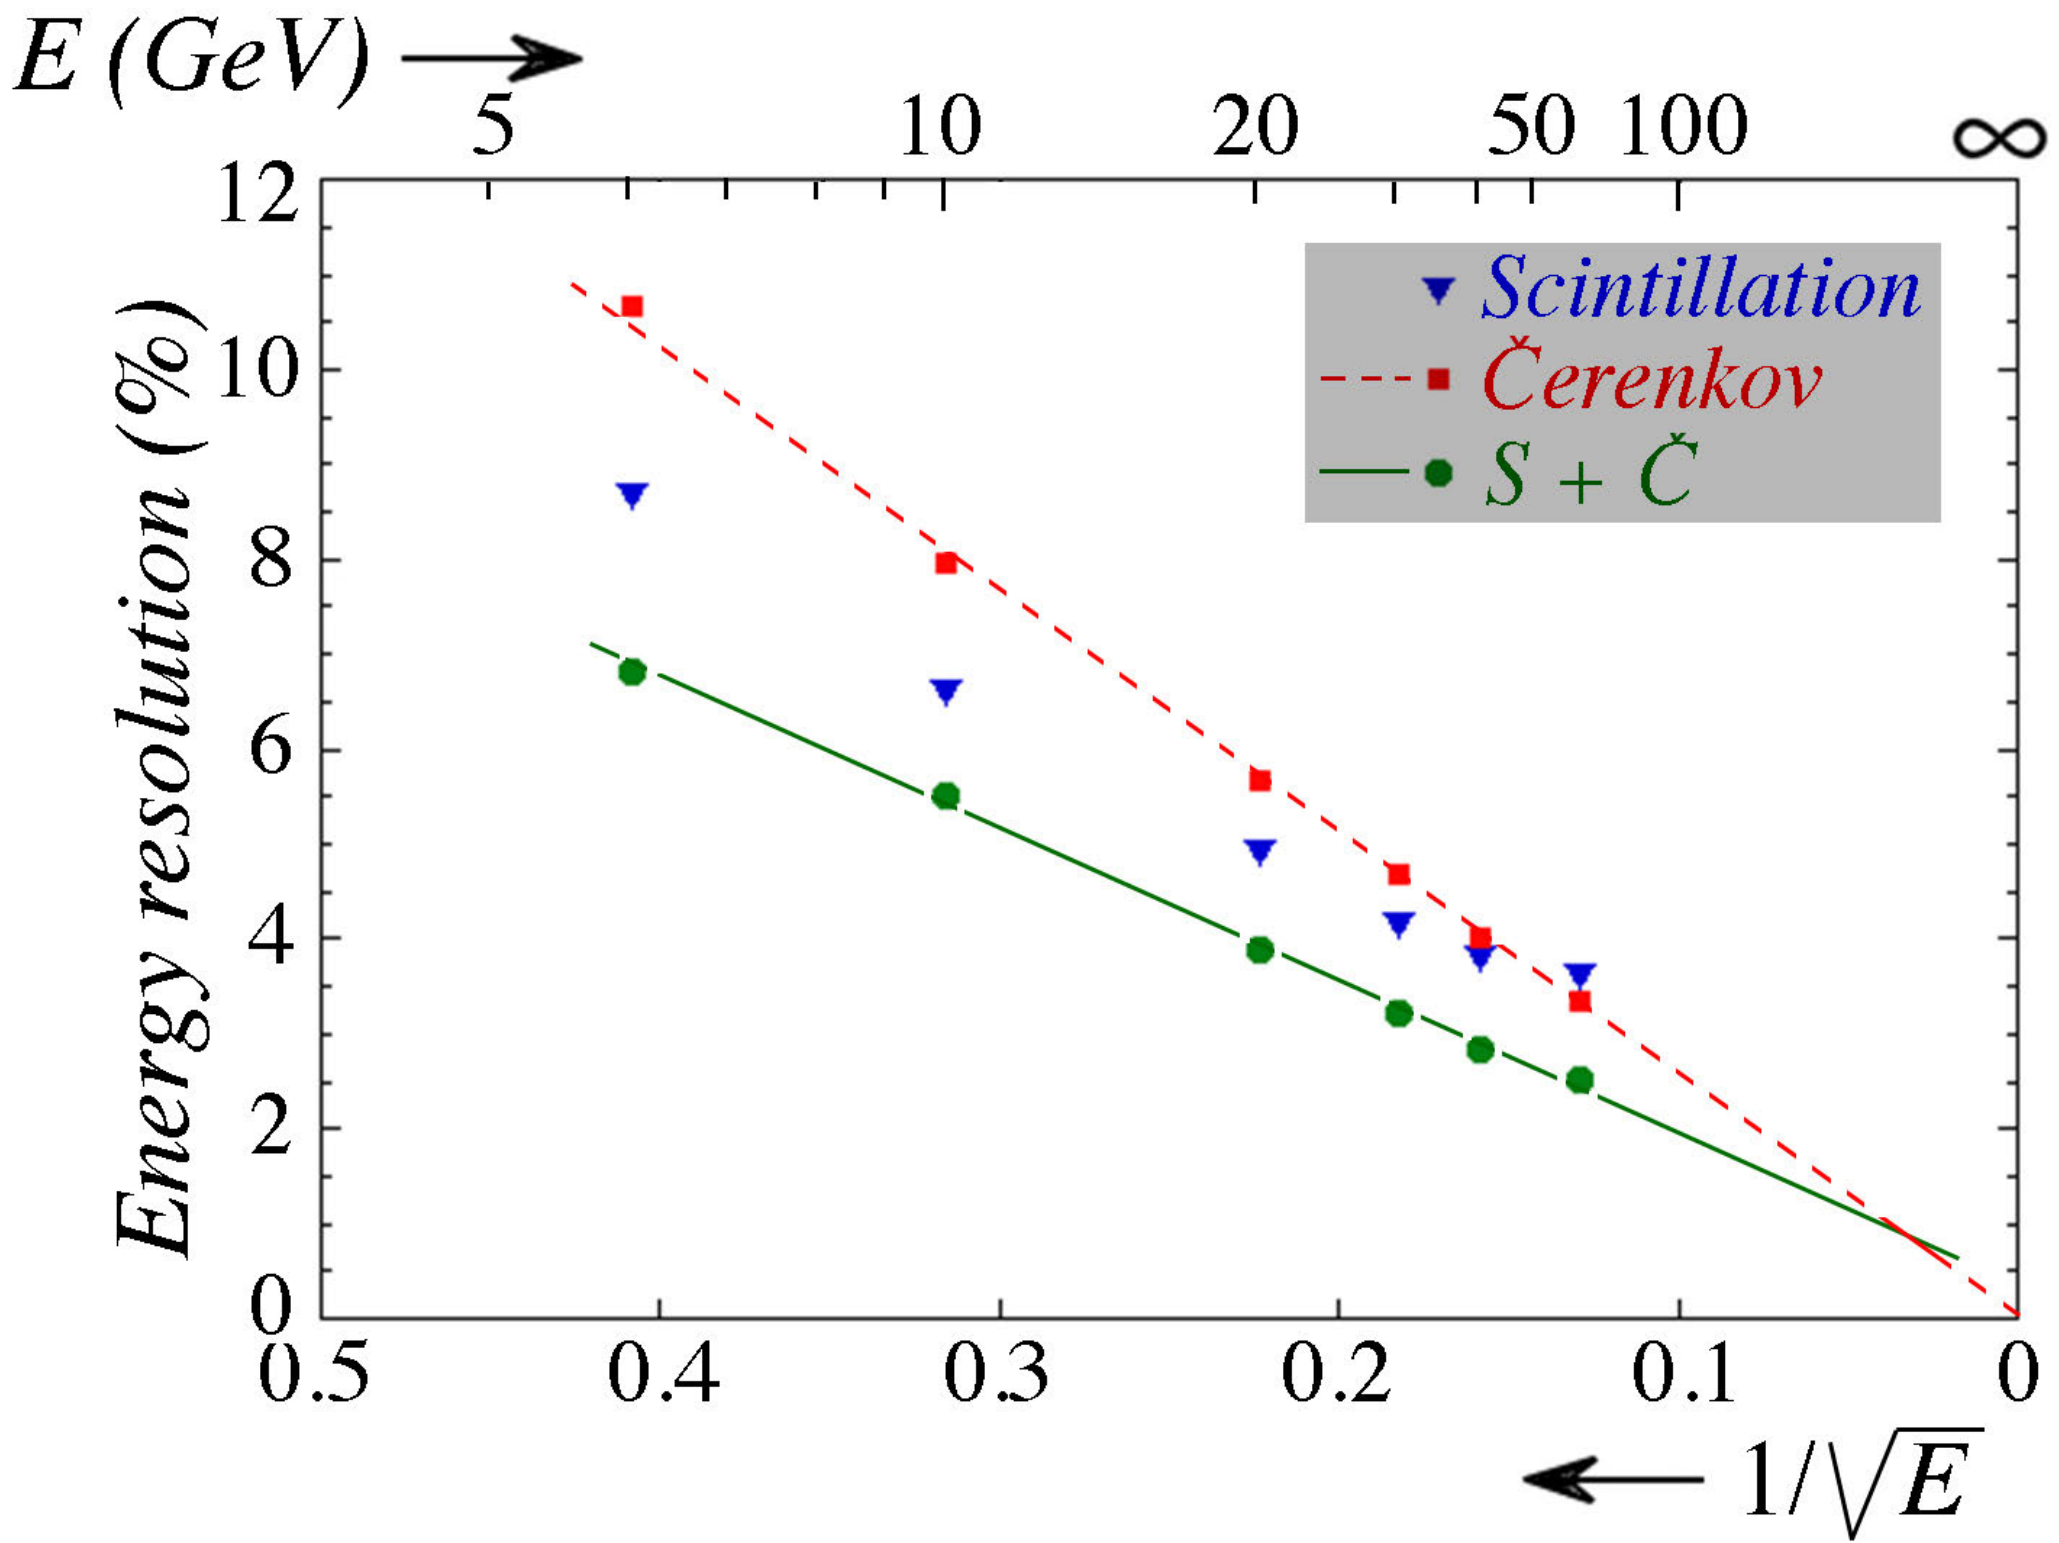 E (GeV)
5 10 20 50 100 ∞
12
10
8
6
4
2
0
Energy resolution (%)
Scintillation
Čerenkov
S + Č
0.5 0.4 0.3 0.2 0.1 0
1/√E